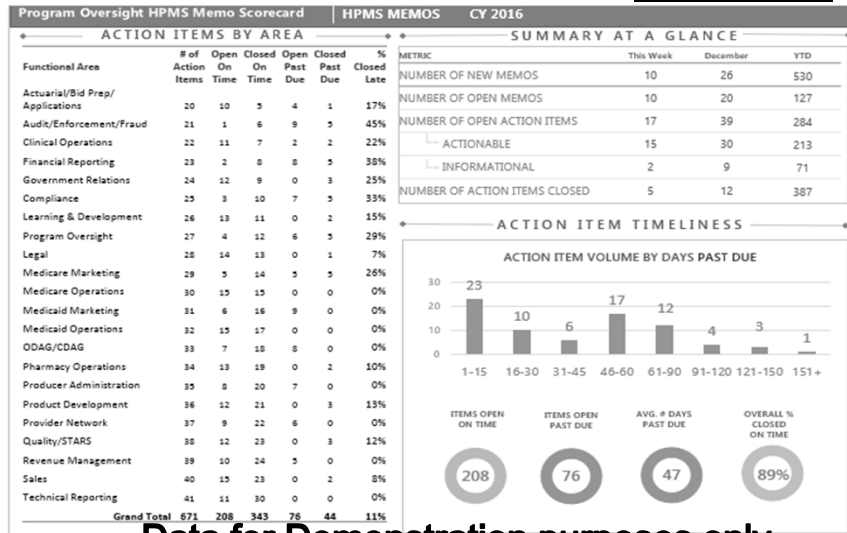 Program Oversight HPMS Memo Scorecard | HPMS MEMOS CY 2016
ACTION ITEMS BY AREA
Functional Area # of Action Items Open On Time Closed On Time Open Past Due Closed Past Due % Closed Late
Actuarial/Bid Prep/ Applications 20 10 5 4 1 17%
Audit/Enforcement/Fraud 21 1 6 9 5 45%
Clinical Operations 22 11 7 2 2 22%
Financial Reporting 23 2 8 8 5 38%
Government Relations 24 12 9 0 3 25%
Compliance 25 3 10 7 5 33%
Learning & Development 26 13 11 0 2 15%
Program Oversight 27 4 12 6 5 29%
Legal 28 14 13 0 1 7%
Medicare Marketing 29 5 14 5 5 26%
Medicare Operations 30 15 15 0 0 0%
Medicaid Marketing 31 6 16 9 0 0%
Medicaid Operations 32 15 17 0 0 0%
ODAG/CDAG 33 7 18 8 0 0%
Pharmacy Operations 34 13 19 0 2 10%
Producer Administration 35 8 20 7 0 0%
Product Development 36 12 21 0 3 13%
Provider Network 37 9 22 6 0 0%
Quality/STARS 38 12 23 0 3 12%
Revenue Management 39 10 24 5 0 0%
Sales 40 15 23 0 2 8%
Technical Reporting 41 11 30 0 0 0%
Grand Total 671 208 343 76 44 11%
SUMMARY AT A GLANCE
METRIC This Week December YTD
NUMBER OF NEW MEMOS 10 26 530
NUMBER OF OPEN MEMOS 10 20 127
NUMBER OF OPEN ACTION ITEMS 17 39 284
ACTIONABLE 15 30 213
INFORMATIONAL 2 9 71
NUMBER OF ACTION ITEMS CLOSED 5 12 387
ACTION ITEM TIMELINESS
ACTION ITEM VOLUME BY DAYS PAST DUE
30
20
10
0
23 10 6 17 12 4 3 1
1-15 16-30 31-45 46-60 61-90 91-120 121-150 151+
ITEMS OPEN ON TIME
208
ITEMS OPEN PAST DUE
76
AVG. # DAYS PAST DUE
47
OVERALL % CLOSED ON TIME
89%
Data for Demonstration purposes only